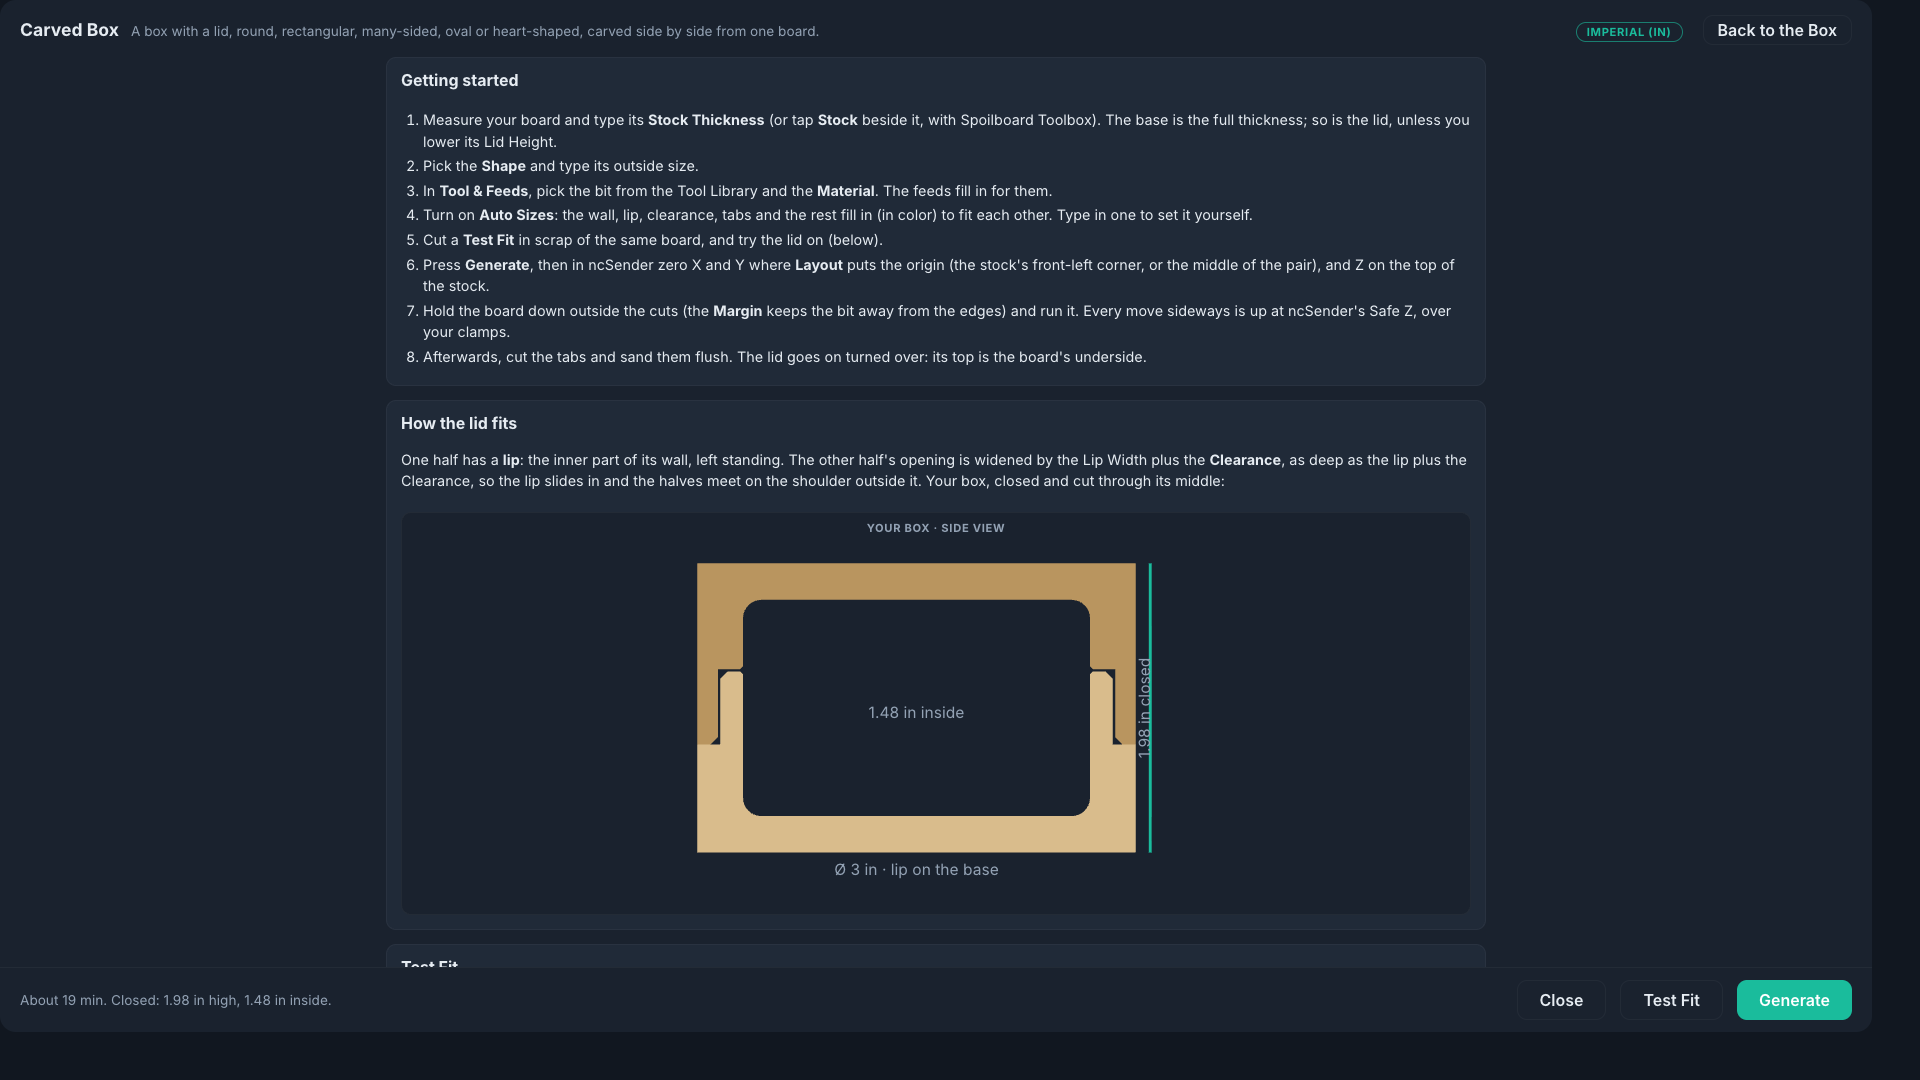 Carved Box A box with a lid, round, rectangular, many-sided, oval or heart-shaped, carved side by side from one board.
IMPERIAL (IN)
Back to the Box
Getting started
1. Measure your board and type its Stock Thickness (or tap Stock beside it, with Spoilboard Toolbox). The base is the full thickness; so is the lid, unless you
lower its Lid Height.
2. Pick the Shape and type its outside size.
3. In Tool & Feeds, pick the bit from the Tool Library and the Material. The feeds fill in for them.
4. Turn on Auto Sizes: the wall, lip, clearance, tabs and the rest fill in (in color) to fit each other. Type in one to set it yourself.
5. Cut a Test Fit in scrap of the same board, and try the lid on (below).
6. Press Generate, then in ncSender zero X and Y where Layout puts the origin (the stock's front-left corner, or the middle of the pair), and Z on the top of
the stock.
7. Hold the board down outside the cuts (the Margin keeps the bit away from the edges) and run it. Every move sideways is up at ncSender's Safe Z, over
your clamps.
8. Afterwards, cut the tabs and sand them flush. The lid goes on turned over: its top is the board's underside.
How the lid fits
One half has a lip: the inner part of its wall, left standing. The other half's opening is widened by the Lip Width plus the Clearance, as deep as the lip plus the
Clearance, so the lip slides in and the halves meet on the shoulder outside it. Your box, closed and cut through its middle:
YOUR BOX · SIDE VIEW
1.48 in inside
1.98 in closed
Ø 3 in · lip on the base
Test Fit
About 19 min. Closed: 1.98 in high, 1.48 in inside.
Close
Test Fit
Generate